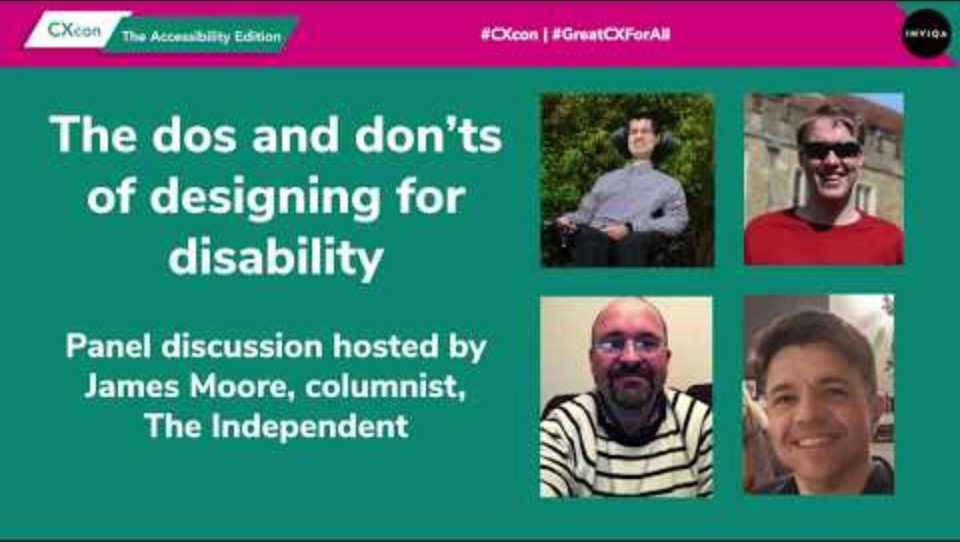 CXcon
The Accessibility Edition
#CXcon | #GreatCXForAll
INVIQA
The dos and don'ts
of designing for
disability
Panel discussion hosted by
James Moore, columnist,
The Independent